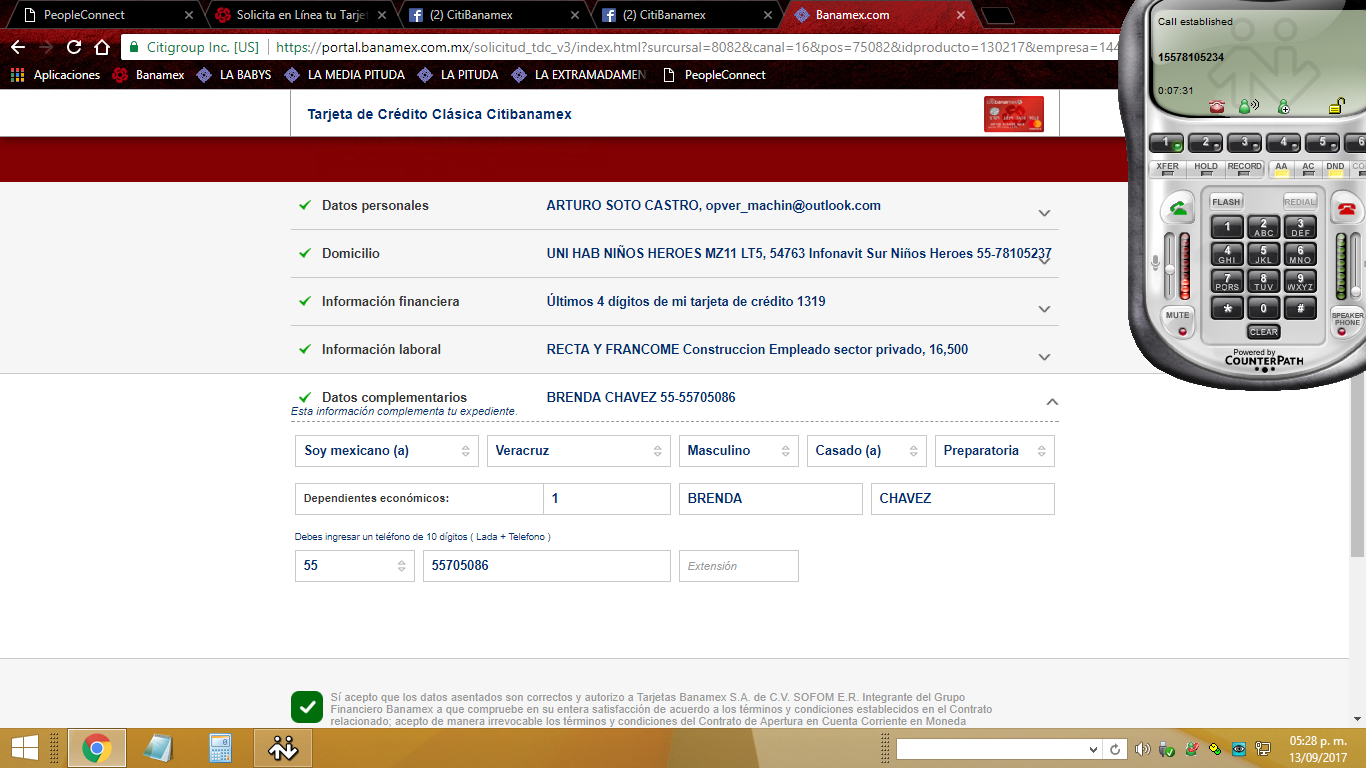 PeopleConnect
Solicita en Línea tu Tarje
(2) CitiBanamex
(2) CitiBanamex
Banamex.com
Citigroup Inc. [US]
https://portal.banamex.com.mx/solicitud_tdc_v3/index.html?surcursal=8082&canal=16&pos=75082&idproducto=130217&empresa=144
Aplicaciones
Banamex
LA BABYS
LA MEDIA PITUDA
LA PITUDA
LA EXTRAMADAMEN
PeopleConnect
Call established
15578105234
0:07:31
1 2 3 4 5 6
XFER HOLD RECORD AA AC DND CO
FLASH REDIAL
1 2 ABC 3 DEF
4 GHI 5 JKL 6 MNO
7 PQRS 8 TUV 9 WXYZ
* 0 #
MUTE
CLEAR
SPEAKER PHONE
Powered by
COUNTERPATH
Tarjeta de Crédito Clásica Citibanamex
Datos personales
ARTURO SOTO CASTRO, opver_machin@outlook.com
Domicilio
UNI HAB NIÑOS HEROES MZ11 LT5, 54763 Infonavit Sur Niños Heroes 55-78105237
Información financiera
Últimos 4 dígitos de mi tarjeta de crédito 1319
Información laboral
RECTA Y FRANCOME Construccion Empleado sector privado, 16,500
Datos complementarios
BRENDA CHAVEZ 55-55705086
Esta información complementa tu expediente.
Soy mexicano (a)
Veracruz
Masculino
Casado (a)
Preparatoria
Dependientes económicos:
1
BRENDA
CHAVEZ
Debes ingresar un teléfono de 10 dígitos ( Lada + Telefono )
55
55705086
Extensión
Sí acepto que los datos asentados son correctos y autorizo a Tarjetas Banamex S.A. de C.V. SOFOM E.R. Integrante del Grupo
Financiero Banamex a que compruebe en su entera satisfacción de acuerdo a los términos y condiciones establecidos en el Contrato
relacionado; acepto de manera irrevocable los términos y condiciones del Contrato de Apertura en Cuenta Corriente en Moneda
05:28 p. m.
13/09/2017